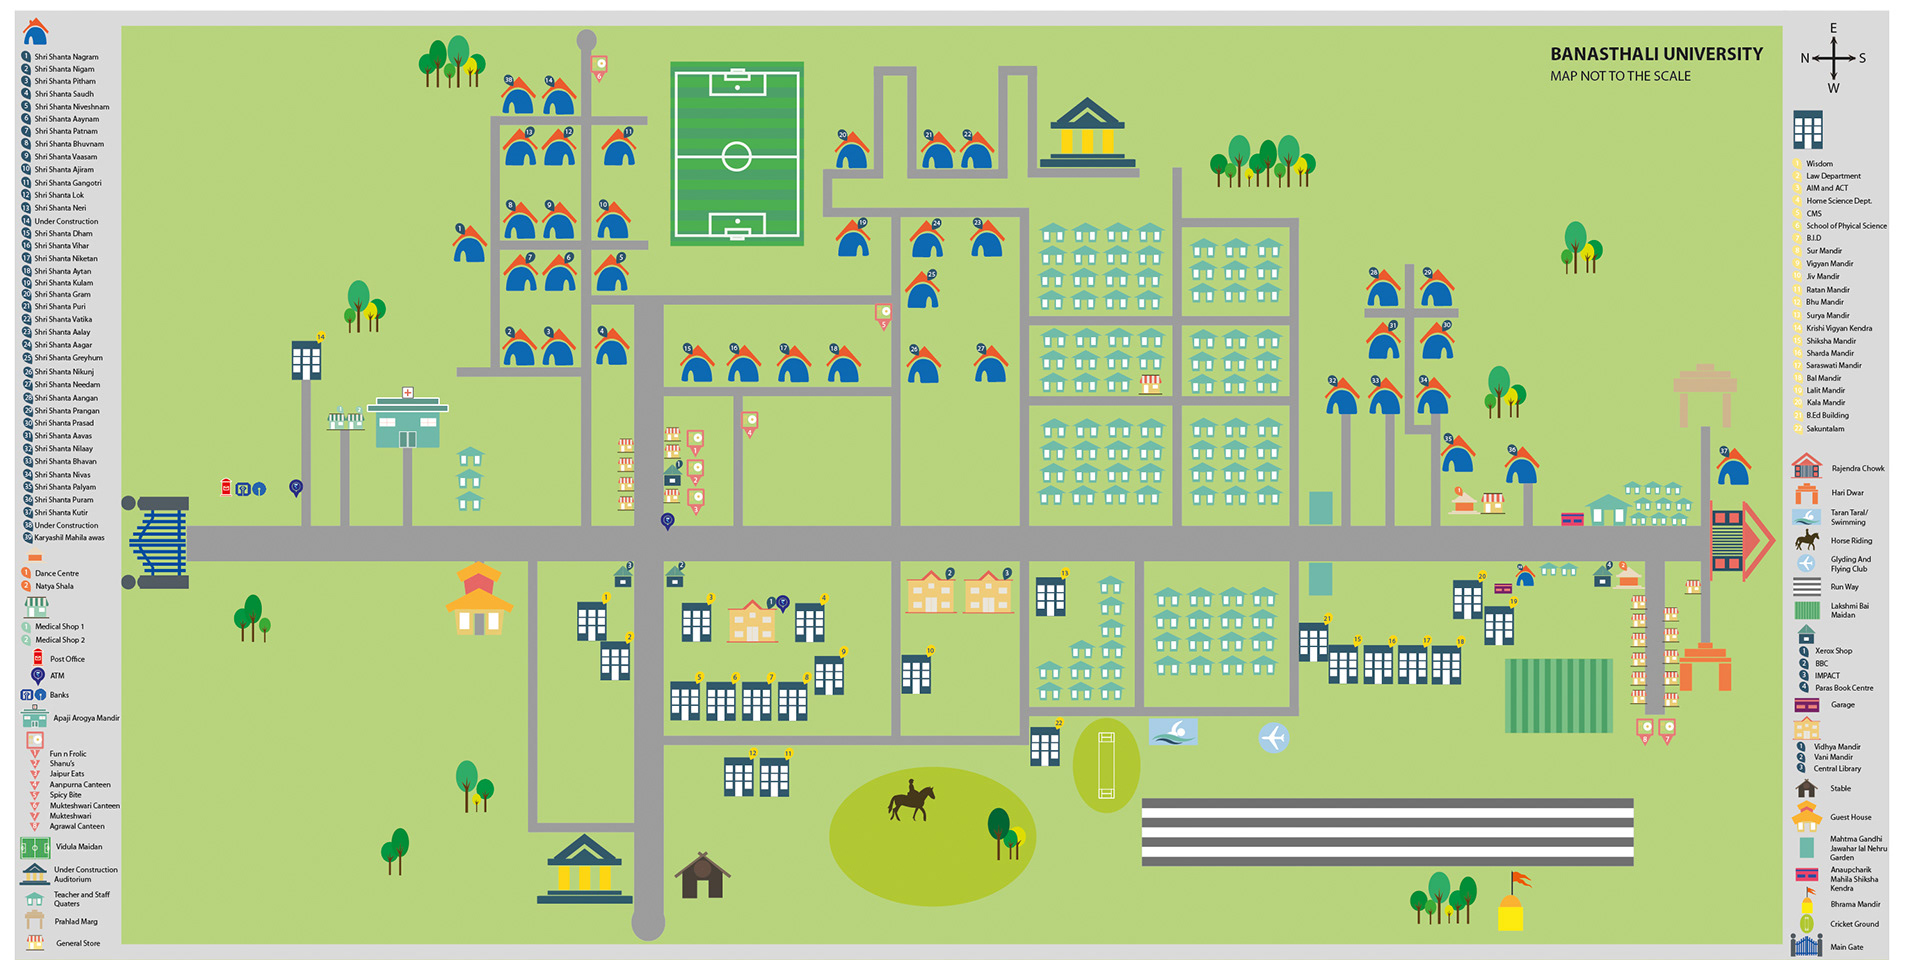 Shri Shanta Nagram
Shri Shanta Nigam
Shri Shanta Pitham
Shri Shanta Saudh
Shri Shanta Niveshnam
Shri Shanta Aaynam
Shri Shanta Patnam
Shri Shanta Bhuvnam
Shri Shanta Vaasam
Shri Shanta Ajiram
Shri Shanta Gangotri
Shri Shanta Lok
Shri Shanta Neri
Under Construction
Shri Shanta Dham
Shri Shanta Vihar
Shri Shanta Niketan
Shri Shanta Aytan
Shri Shanta Kulam
Shri Shanta Gram
Shri Shanta Puri
Shri Shanta Vatika
Shri Shanta Aalay
Shri Shanta Aagar
Shri Shanta Greyhum
Shri Shanta Nikunj
Shri Shanta Needam
Shri Shanta Aangan
Shri Shanta Prangan
Shri Shanta Prasad
Shri Shanta Aavas
Shri Shanta Nilaay
Shri Shanta Bhavan
Shri Shanta Nivas
Shri Shanta Palyam
Shri Shanta Puram
Shri Shanta Kutir
Under Construction
Karyashil Mahila awas
1 Dance Centre
2 Natya Shala
1 Medical Shop 1
2 Medical Shop 2
Post Office
ATM
Banks
Apaji Arogya Mandir
Fun n Frolic
Shanu's
Jaipur Eats
Aanpurna Canteen
Spicy Bite
Mukteshwari Canteen
Mukteshwari
Agrawal Canteen
Vidula Maidan
Under Construction
Auditorium
Teacher and Staff
Quaters
Prahlad Marg
General Store
BANASTHALI UNIVERSITY
MAP NOT TO THE SCALE
E
N S
W
Wisdom
Law Department
AIM and ACT
Home Science Dept.
CMS
School of Phyical Science
B.I.D
Sur Mandir
Vigyan Mandir
Jiv Mandir
Ratan Mandir
Bhu Mandir
Surya Mandir
Krishi Vigyan Kendra
Shiksha Mandir
Sharda Mandir
Saraswati Mandir
Bal Mandir
Lalit Mandir
Kala Mandir
B.Ed Building
Sakuntalam
Rajendra Chowk
Hari Dwar
Taran Taral/
Swimming
Horse Riding
Glyding And
Flying Club
Run Way
Lakshmi Bai
Maidan
1 Xerox Shop
2 BBC
3 IMPACT
4 Paras Book Centre
Garage
1 Vidhya Mandir
2 Vani Mandir
3 Central Library
Stable
Guest House
Mahtma Gandhi
Jawahar lal Nehru
Garden
Anaupcharik
Mahila Shiksha
Kendra
Bhrama Mandir
Cricket Ground
Main Gate